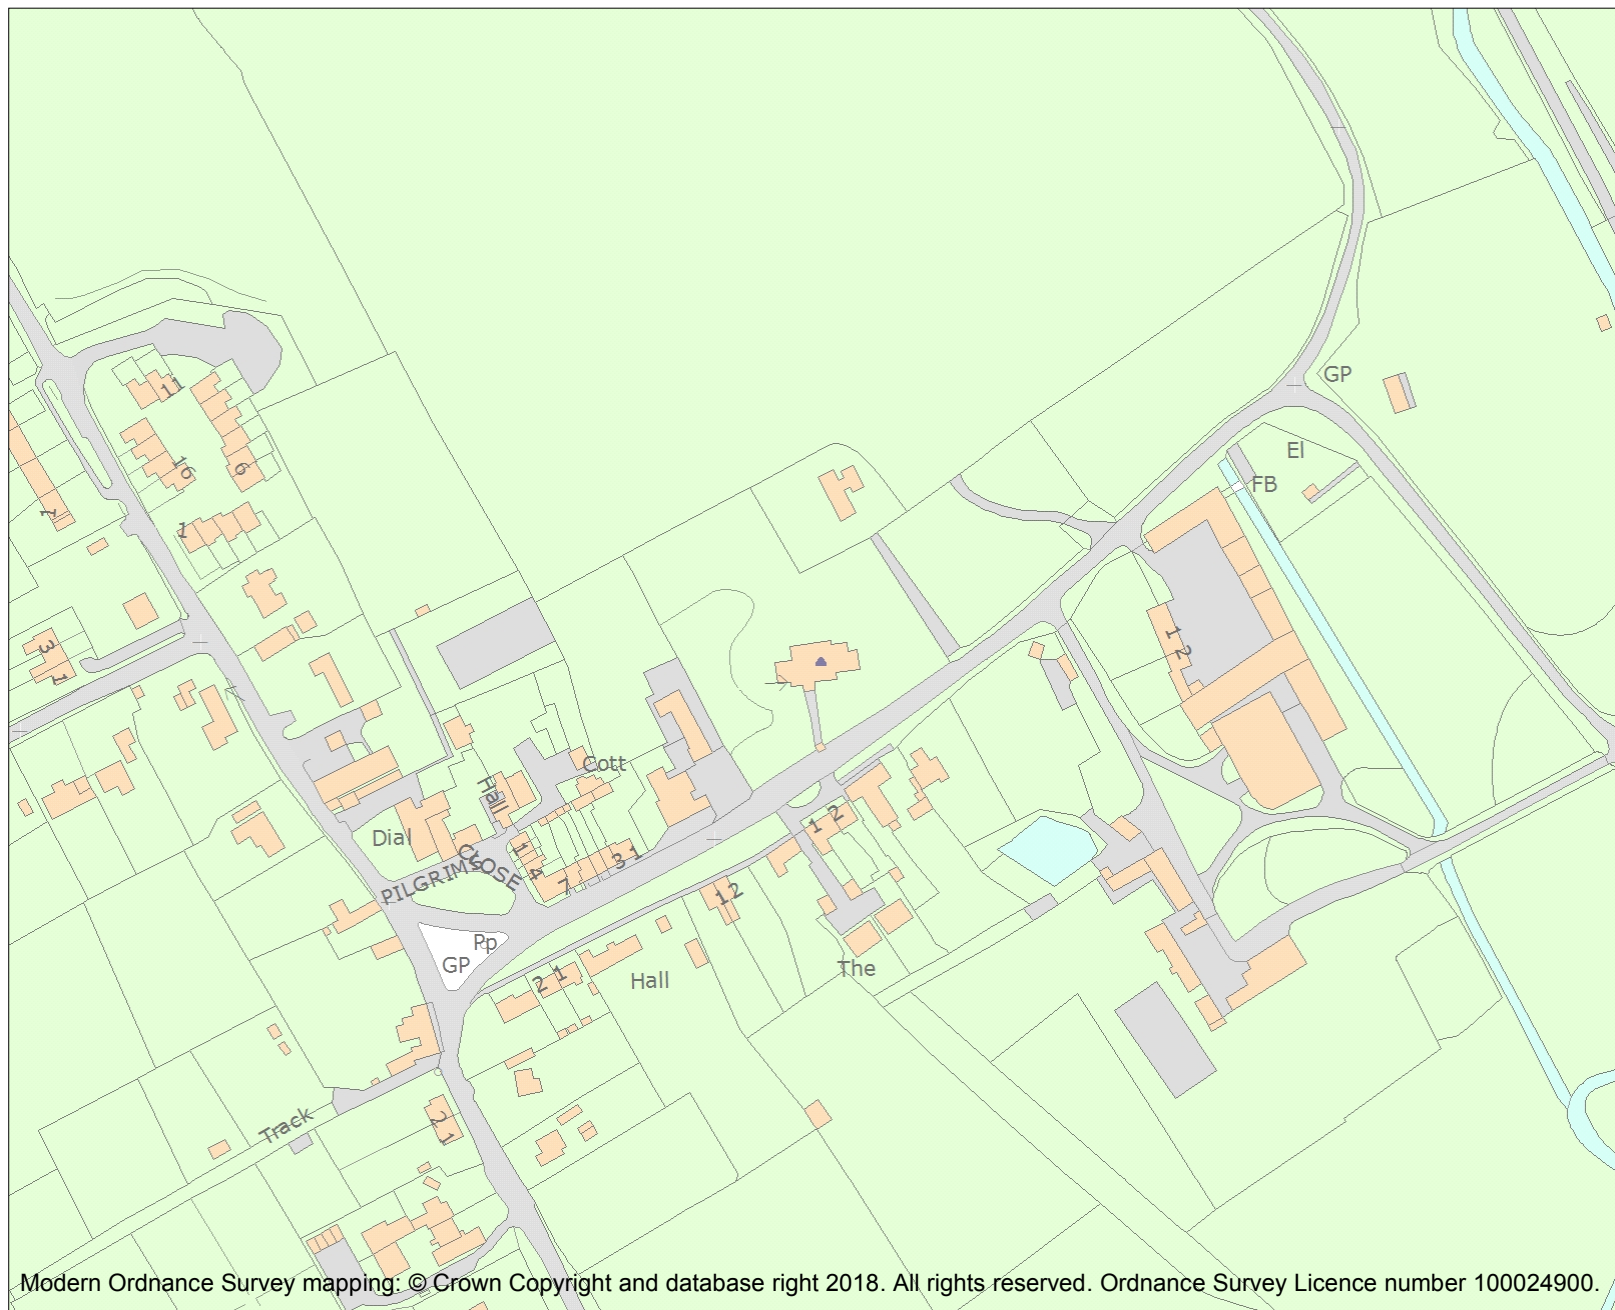 GP
11
El
16
6
FB
1
1
3
1
1
2
Cott
Hall
Dial
1 2
PILGRIMS
CLOSE
1
4
3 1
7
1 2
Pp
GP
2 1
Hall
The
Track
2 1
Modern Ordnance Survey mapping: © Crown Copyright and database right 2018. All rights reserved. Ordnance Survey Licence number 100024900.